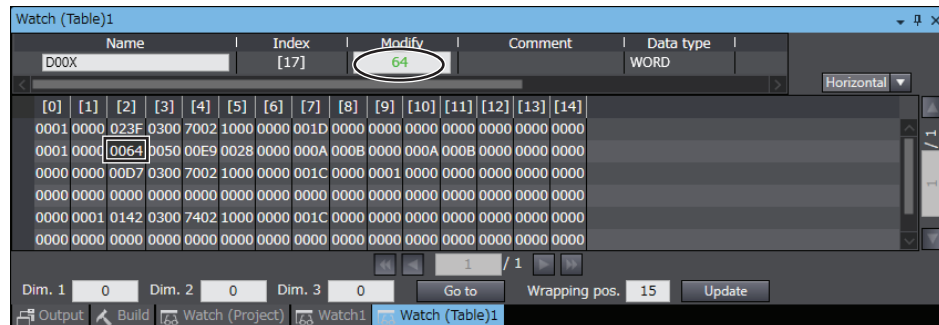 Watch (Table)1
Name Index Modify Comment Data type
D00X [17] 64 WORD
Horizontal
[0] [1] [2] [3] [4] [5] [6] [7] [8] [9] [10] [11] [12] [13] [14]
0001 0000 023F 0300 7002 1000 0000 001D 0000 0000 0000 0000 0000 0000 0000
0001 0000 0064 0050 00E9 0028 0000 000A 000B 0000 000A 000B 0000 0000 0000
0000 0000 00D7 0300 7002 1000 0000 001C 0000 0001 0000 0000 0000 0000 0000
0000 0000 0000 0000 0000 0000 0000 0000 0000 0000 0000 0000 0000 0000 0000
0000 0001 0142 0300 7402 1000 0000 001C 0000 0000 0000 0000 0000 0000 0000
0000 0000 0000 0000 0000 0000 0000 0000 0000 0000 0000 0000 0000 0000 0000
1 / 1
1 / 1
Dim. 1 0 Dim. 2 0 Dim. 3 0 Go to Wrapping pos. 15 Update
Output Build Watch (Project) Watch1 Watch (Table)1